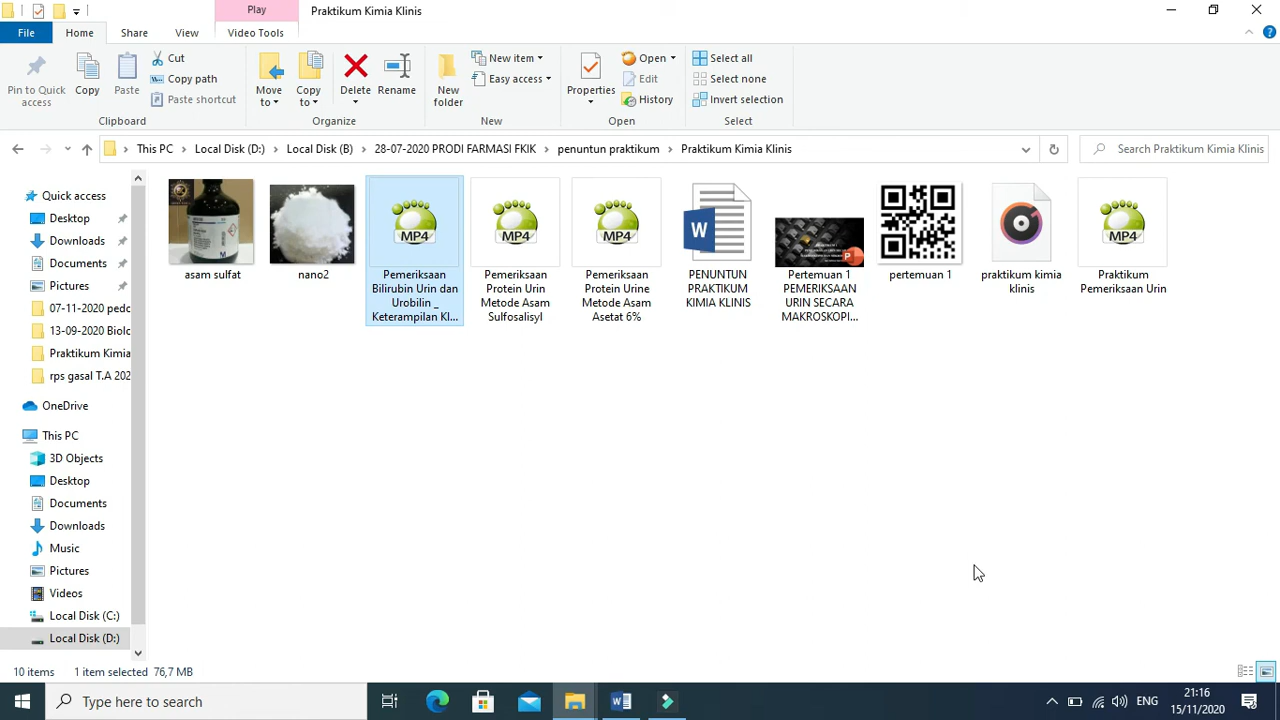 Play
Praktikum Kimia Klinis
File
Home
Share
View
Video Tools
Pin to Quick
access
Copy
Paste
Cut
Copy path
Paste shortcut
Clipboard
Move
to
Copy
to
Delete
Rename
Organize
New
folder
New item
Easy access
New
Properties
Open
Edit
History
Open
Select all
Select none
Invert selection
Select
This PC
Local Disk (D:)
Local Disk (B)
28-07-2020 PRODI FARMASI FKIK
penuntun praktikum
Praktikum Kimia Klinis
Search Praktikum Kimia Klinis
Quick access
Desktop
Downloads
Documents
Pictures
07-11-2020 pedo
13-09-2020 Biolo
Praktikum Kimia
rps gasal T.A 202
OneDrive
This PC
3D Objects
Desktop
Documents
Downloads
Music
Pictures
Videos
Local Disk (C:)
Local Disk (D:)
asam sulfat
nano2
MP4
Pemeriksaan
Bilirubin Urin dan
Urobilin _
Keterampilan Kl...
MP4
Pemeriksaan
Protein Urin
Metode Asam
Sulfosalisyl
MP4
Pemeriksaan
Protein Urine
Metode Asam
Asetat 6%
W
PENUNTUN
PRAKTIKUM
KIMIA KLINIS
P
Pertemuan 1
PEMERIKSAAN
URIN SECARA
MAKROSKOPI...
pertemuan 1
praktikum kimia
klinis
MP4
Praktikum
Pemeriksaan Urin
10 items
1 item selected 76,7 MB
Type here to search
W
ENG
21:16
15/11/2020